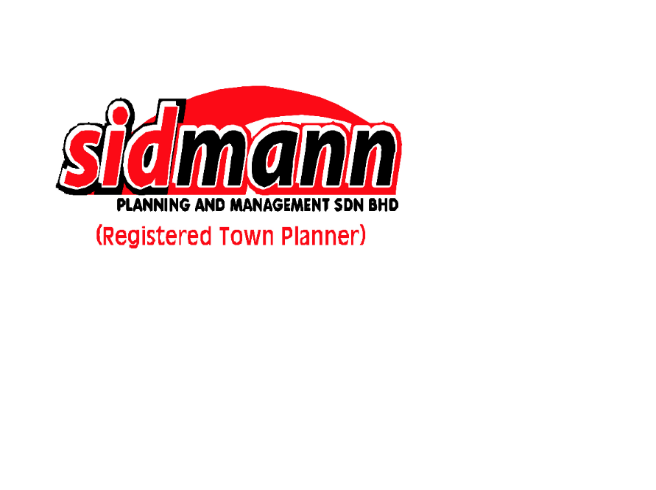 sidmann
PLANNING AND MANAGEMENT SDN BHD
(Registered Town Planner)